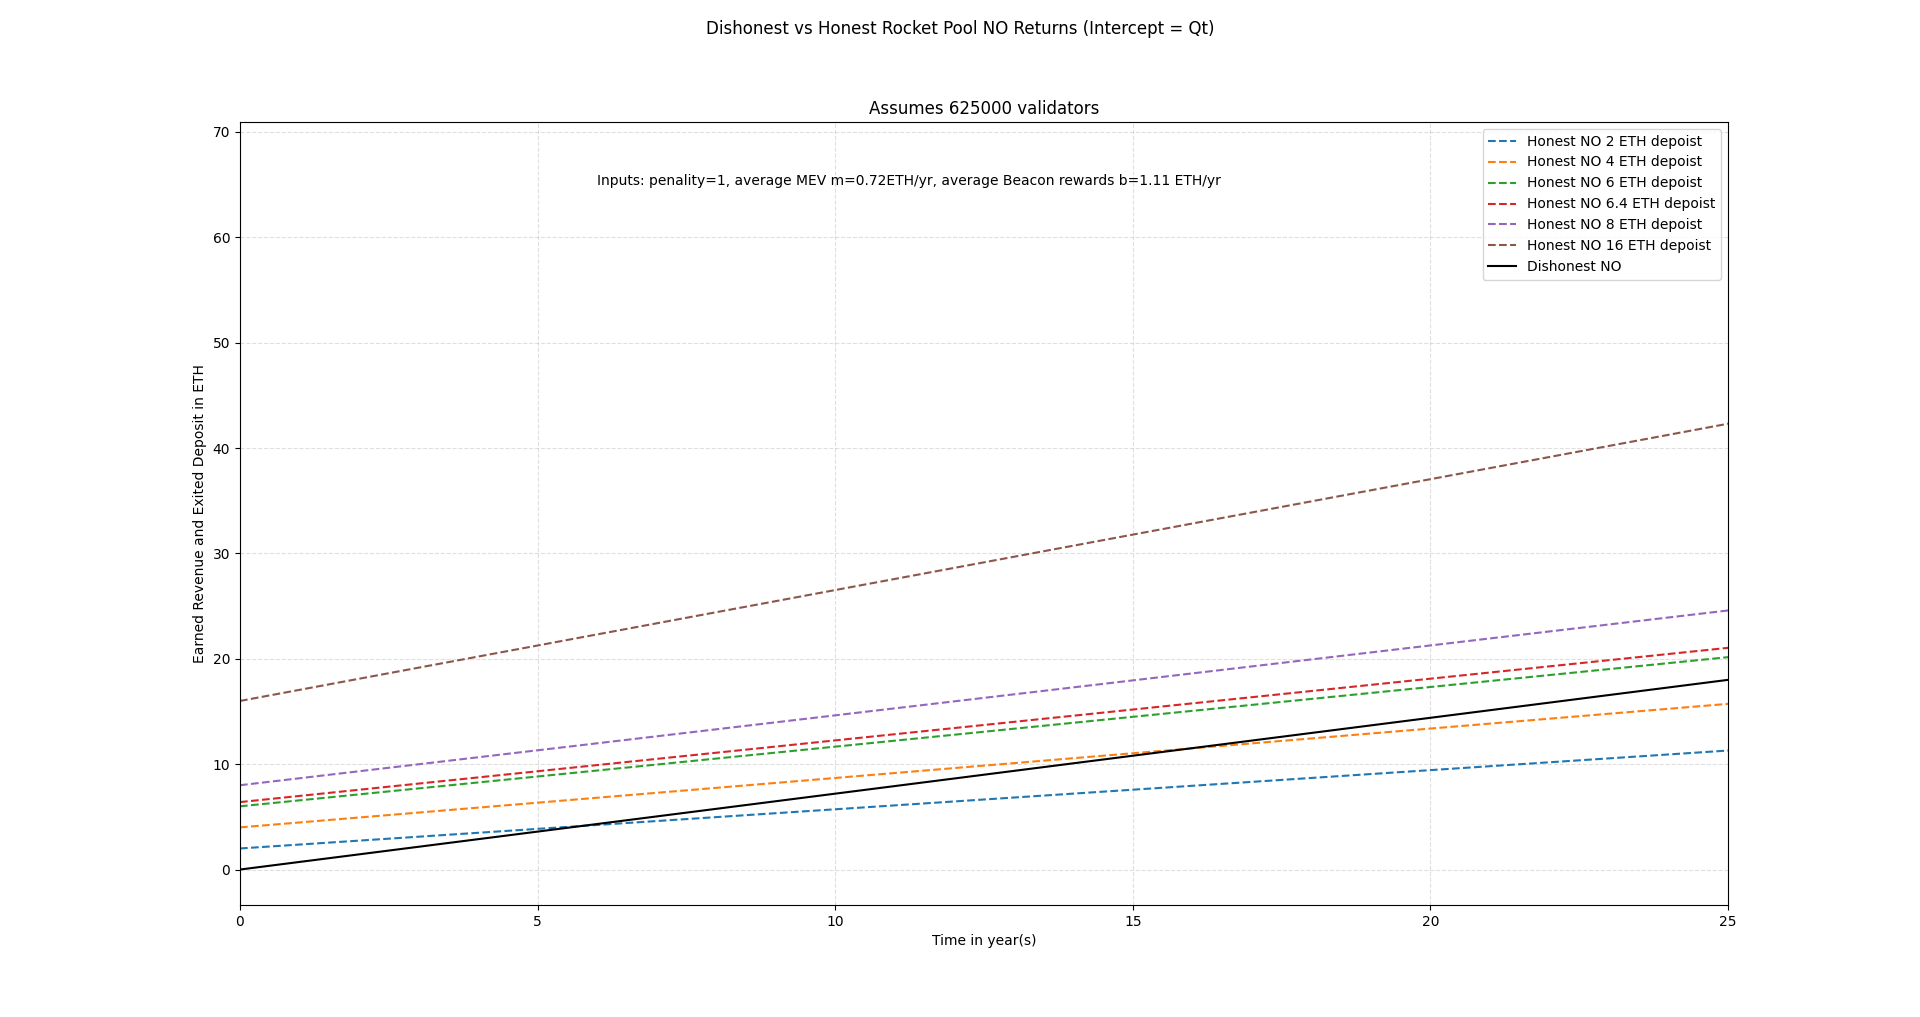 Dishonest vs Honest Rocket Pool NO Returns (Intercept = Qt)
Assumes 625000 validators
Inputs: penality=1, average MEV m=0.72ETH/yr, average Beacon rewards b=1.11 ETH/yr
Honest NO 2 ETH depoist
Honest NO 4 ETH depoist
Honest NO 6 ETH depoist
Honest NO 6.4 ETH depoist
Honest NO 8 ETH depoist
Honest NO 16 ETH depoist
Dishonest NO
Earned Revenue and Exited Deposit in ETH
70
60
50
40
30
20
10
0
0 5 10 15 20 25
Time in year(s)